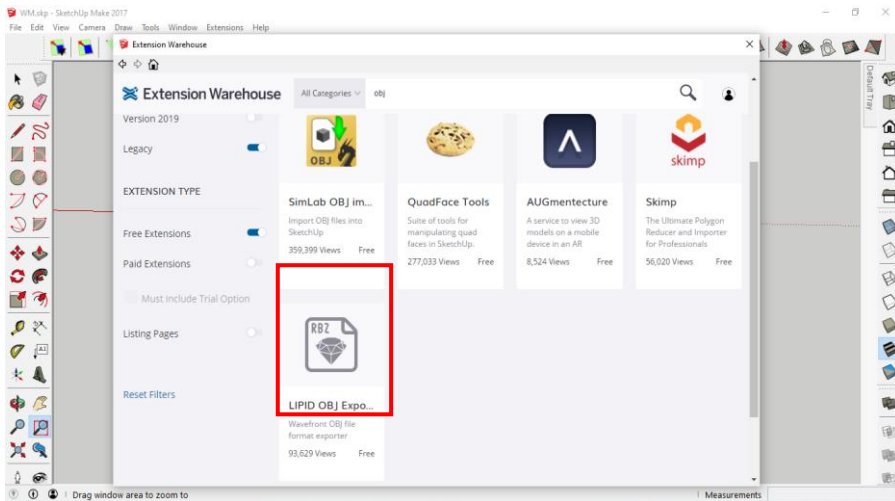 WM.skp - SketchUp Make 2017
File Edit View Camera Draw Tools Window Extensions Help
Extension Warehouse
Extension Warehouse
All Categories
obj
Default Tray
Version 2019
Legacy
EXTENSION TYPE
Free Extensions
Paid Extensions
Must Include Trial Option
Listing Pages
Reset Filters
OBJ
SimLab OBJ im...
Import OBJ files into
SketchUp
359,399 Views Free
QuadFace Tools
Suite of tools for
manipulating quad
faces in SketchUp.
277,033 Views Free
AUGmentecture
A service to view 3D
models on a mobile
device in an AR
8,524 Views Free
skimp
Skimp
The Ultimate Polygon
Reducer and Importer
for Professionals
56,020 Views Free
RBZ
LIPID OBJ Expo...
Wavefront OBJ file
format exporter
93,629 Views Free
Drag window area to zoom to
Measurements